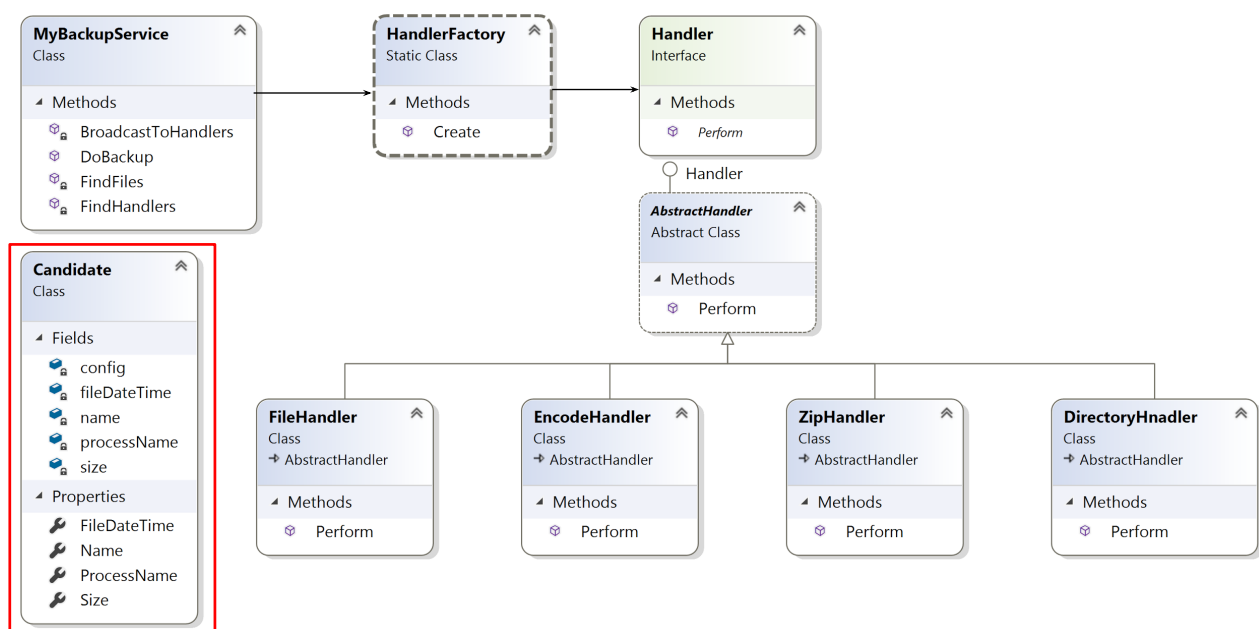 MyBackupService
Class
Methods
BroadcastToHandlers
DoBackup
FindFiles
FindHandlers
HandlerFactory
Static Class
Methods
Create
Handler
Interface
Methods
Perform
Handler
AbstractHandler
Abstract Class
Methods
Perform
Candidate
Class
Fields
config
fileDateTime
name
processName
size
Properties
FileDateTime
Name
ProcessName
Size
FileHandler
Class
AbstractHandler
Methods
Perform
EncodeHandler
Class
AbstractHandler
Methods
Perform
ZipHandler
Class
AbstractHandler
Methods
Perform
DirectoryHnadler
Class
AbstractHandler
Methods
Perform